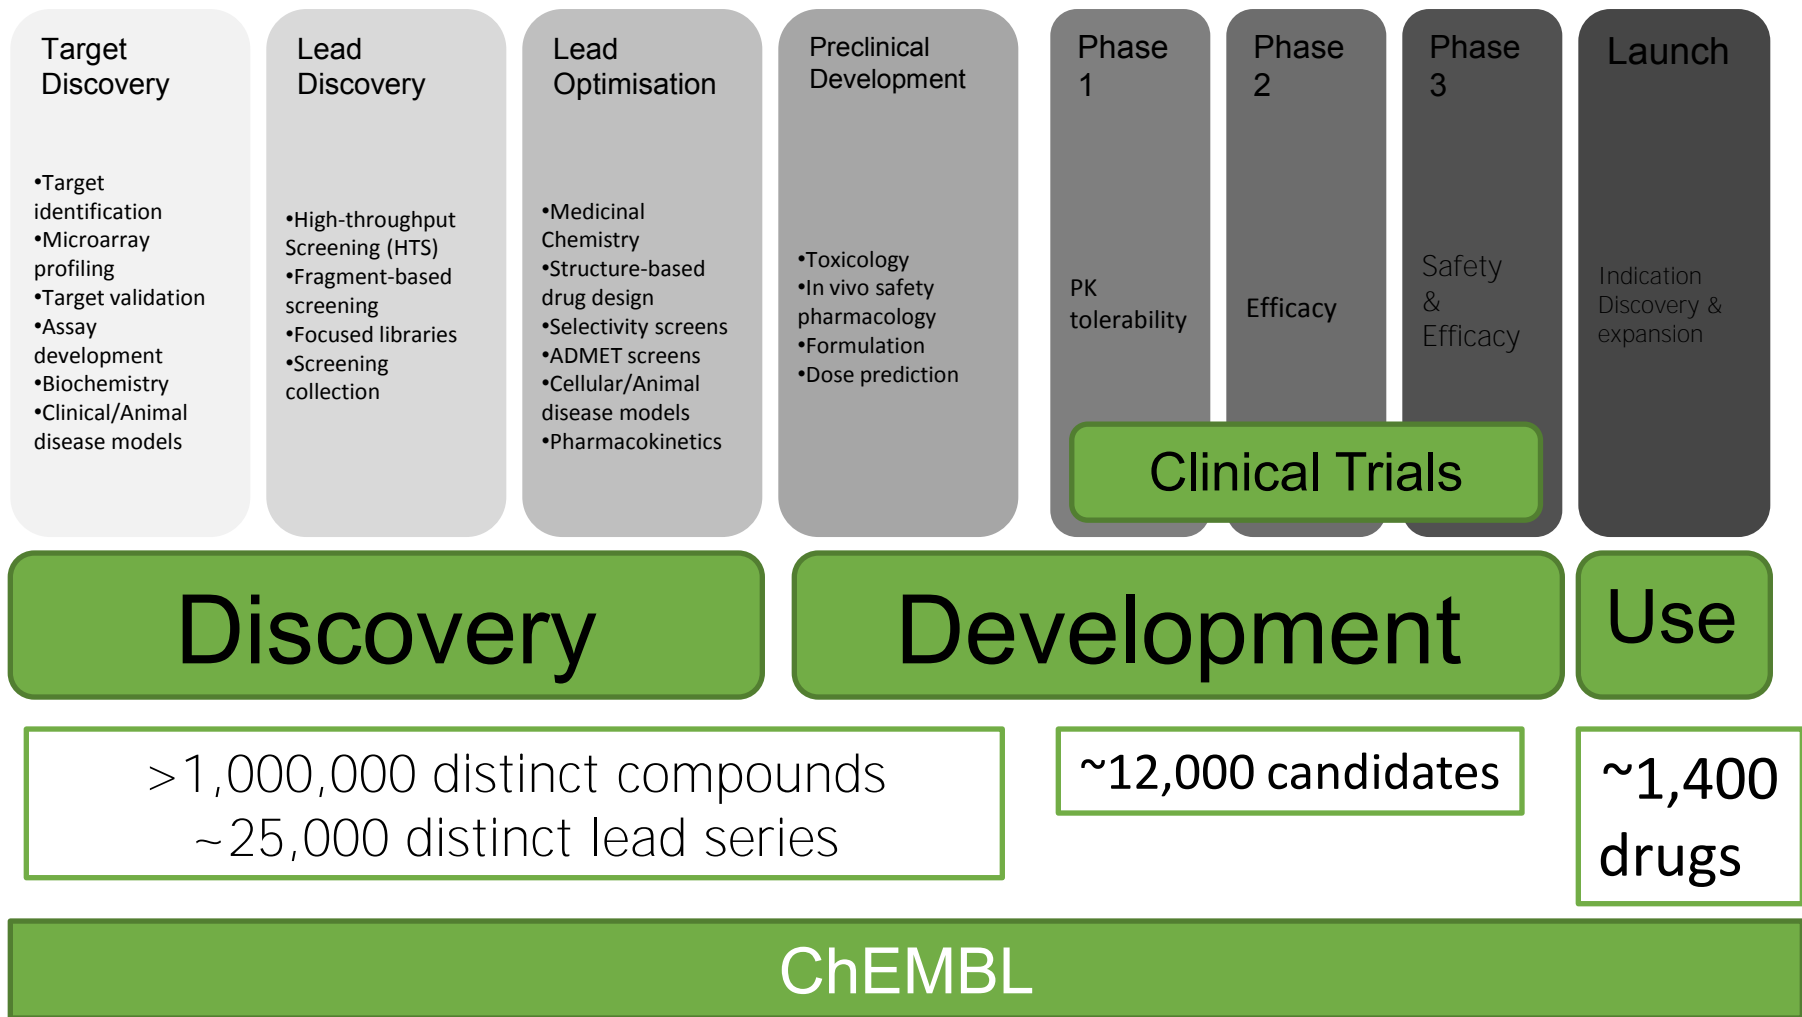 Target
Discovery
•Target
identification
•Microarray
profiling
•Target validation
•Assay
development
•Biochemistry
•Clinical/Animal
disease models
Lead
Discovery
•High-throughput
Screening (HTS)
•Fragment-based
screening
•Focused libraries
•Screening
collection
Lead
Optimisation
•Medicinal
Chemistry
•Structure-based
drug design
•Selectivity screens
•ADMET screens
•Cellular/Animal
disease models
•Pharmacokinetics
Preclinical
Development
•Toxicology
•In vivo safety
pharmacology
•Formulation
•Dose prediction
Phase
1
PK
tolerability
Phase
2
Efficacy
Phase
3
Safety
&
Efficacy
Launch
Indication
Discovery &
expansion
Clinical Trials
Discovery
Development
Use
>1,000,000 distinct compounds
~25,000 distinct lead series
~12,000 candidates
~1,400
drugs
ChEMBL